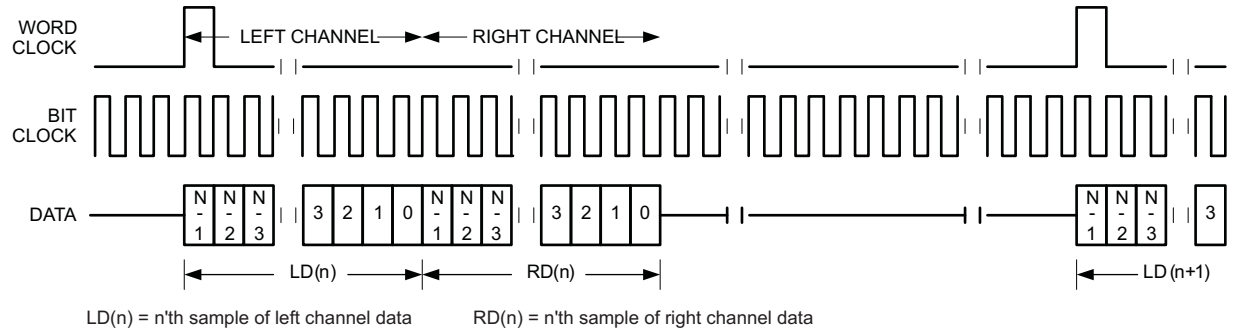 WORD
CLOCK
LEFT CHANNEL
RIGHT CHANNEL
BIT
CLOCK
DATA
N
-
1
N
-
2
N
-
3
3
2
1
0
N
-
1
N
-
2
N
-
3
3
2
1
0
N
-
1
N
-
2
N
-
3
3
LD(n)
RD(n)
LD (n+1)
LD(n) = n'th sample of left channel data
RD(n) = n'th sample of right channel data